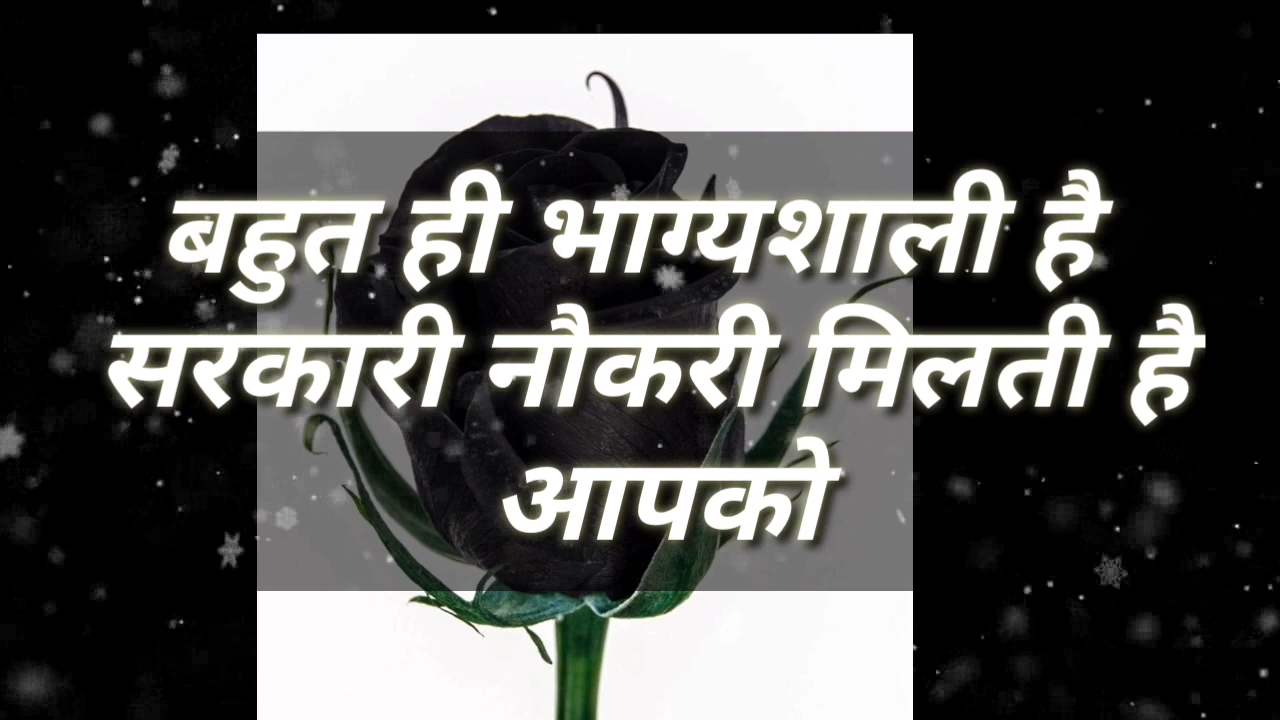 बहुत ही भाग्यशाली है
सरकारी नौकरी मिलती है
आपको